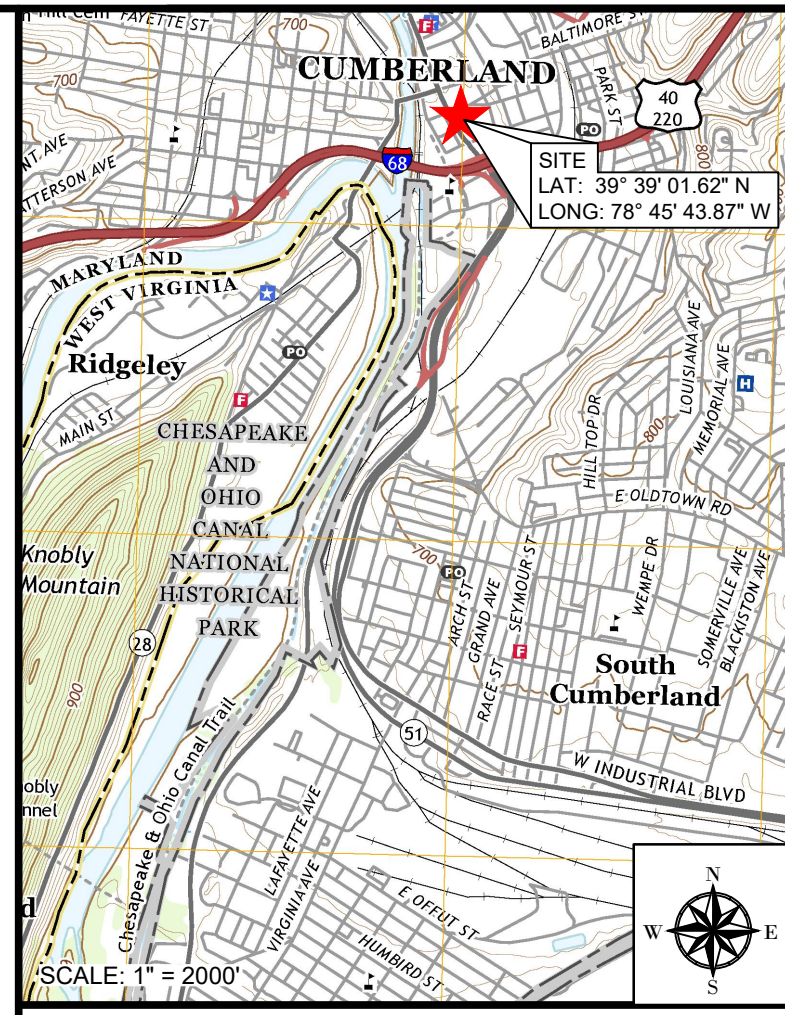 FAYETTE ST
700
700
F
BALTIMORE
CUMBERLAND
PARK ST
40
220
PO
800
68
SITE
LAT: 39° 39' 01.62" N
LONG: 78° 45' 43.87" W
AVE
PATTERSON AVE
MARYLAND
WEST VIRGINIA
Ridgeley
PO
F
MAIN ST
LOUISIANA AVE
MEMORIAL AVE
H
HILL TOP DR
800
E OLDTOWN RD
CHESAPEAKE
AND
OHIO
CANAL
NATIONAL
HISTORICAL
PARK
Knobly
Mountain
28
900
700
PO
ARCH ST
GRAND AVE
SEYMOUR ST
RACE ST
F
WEMPE DR
SOMERVILLE AVE
BLACKISTON AVE
South
Cumberland
51
W INDUSTRIAL BLVD
Chesapeake & Ohio Canal Trail
LAFAYETTE AVE
VIRGINIA AVE
E OFFUT ST
HUMBIRD ST
SCALE: 1" = 2000'
N
W E
S